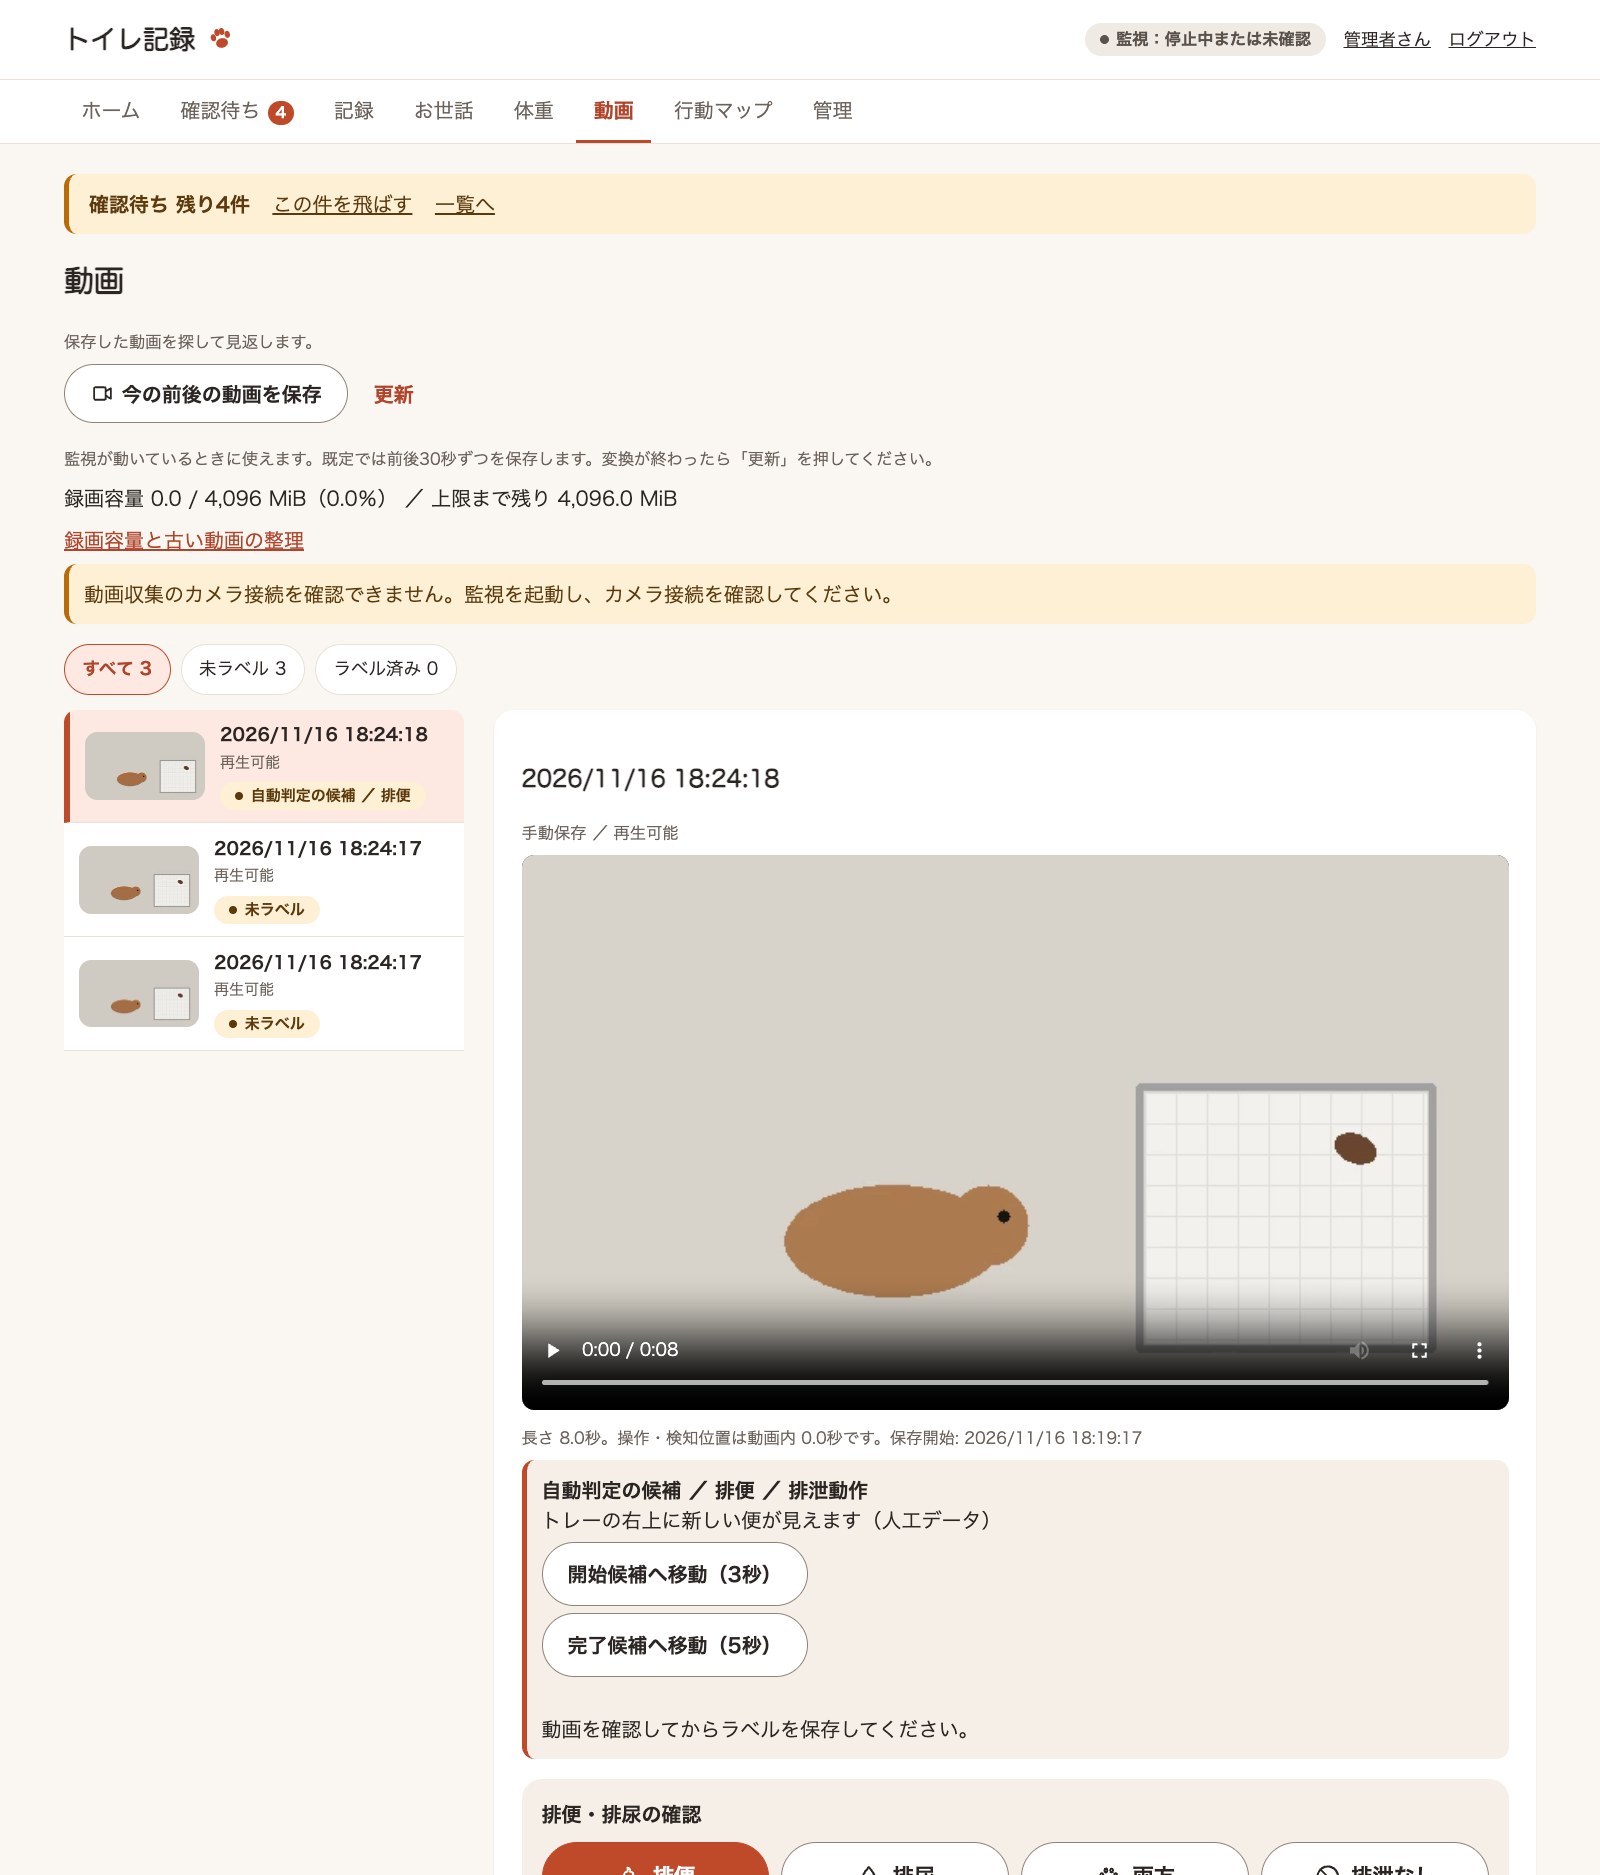 トイレ記録
監視：停止中または未確認 管理者さん ログアウト
ホーム 確認待ち 4 記録 お世話 体重 動画 行動マップ 管理
確認待ち 残り4件 この件を飛ばす 一覧へ
動画
保存した動画を探して見返します。
今の前後の動画を保存 更新
監視が動いているときに使えます。既定では前後30秒ずつを保存します。変換が終わったら「更新」を押してください。
録画容量 0.0 / 4,096 MiB（0.0%） ／ 上限まで残り 4,096.0 MiB
録画容量と古い動画の整理
動画収集のカメラ接続を確認できません。監視を起動し、カメラ接続を確認してください。
すべて 3 未ラベル 3 ラベル済み 0
2026/11/16 18:24:18
再生可能
自動判定の候補 ／ 排便
2026/11/16 18:24:17
再生可能
未ラベル
2026/11/16 18:24:17
再生可能
未ラベル
2026/11/16 18:24:18
手動保存 ／ 再生可能
0:00 / 0:08
長さ 8.0秒。操作・検知位置は動画内 0.0秒です。保存開始: 2026/11/16 18:19:17
自動判定の候補 ／ 排便 ／ 排泄動作
トレーの右上に新しい便が見えます（人工データ）
開始候補へ移動（3秒）
完了候補へ移動（5秒）
動画を確認してからラベルを保存してください。
排便・排尿の確認
排便 排尿 両方 排泄なし